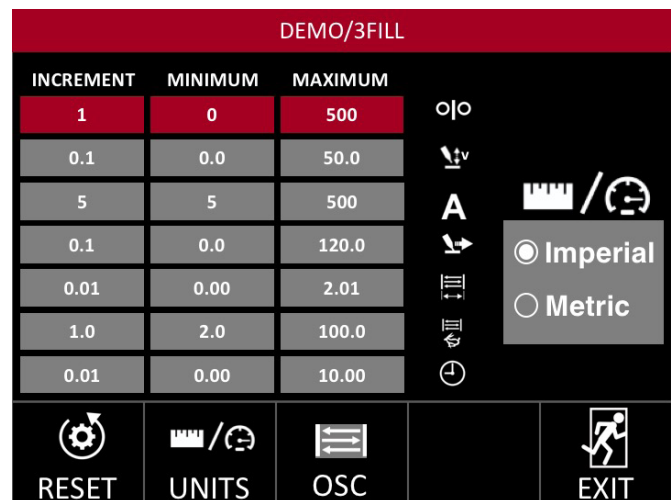 DEMO/3FILL
INCREMENT MINIMUM MAXIMUM
1 0 500
0.1 0.0 50.0 V
5 5 500 A
0.1 0.0 120.0
0.01 0.00 2.01
1.0 2.0 100.0
0.01 0.00 10.00
/
Imperial
Metric
/
RESET UNITS OSC EXIT